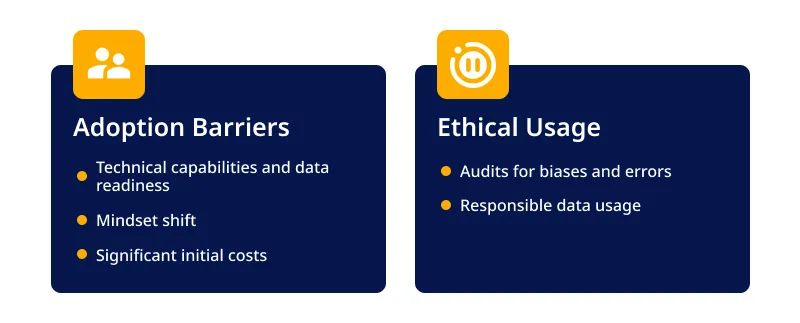 Adoption Barriers
Technical capabilities and data
readiness
Mindset shift
Significant initial costs
Ethical Usage
Audits for biases and errors
Responsible data usage